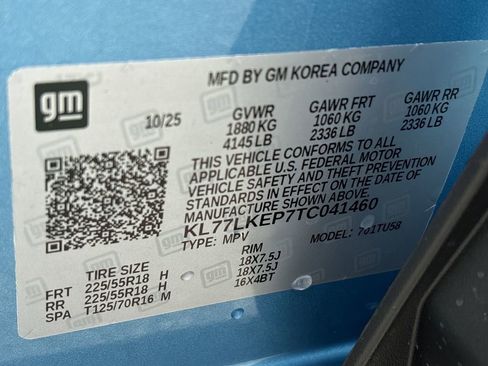 gm
MFD BY GM KOREA COMPANY
10/25 GVWR GAWR FRT GAWR RR
1880 KG 1060 KG 1060 KG
4145 LB 2336 LB 2336 LB
THIS VEHICLE CONFORMS TO ALL
APPLICABLE U.S. FEDERAL MOTOR
VEHICLE SAFETY AND THEFT PREVENTION
STANDARDS IN EFFECT ON THE DATE OF
MANUFACTURE SHOWN ABOVE.
KL77LKEP7TC041460
TYPE: MPV MODEL: 7o1TU58
TIRE SIZE RIM
FRT 225/55R18 H 18X7.5J
RR 225/55R18 H 18X7.5J
SPA T125/70R16 M 16X4BT